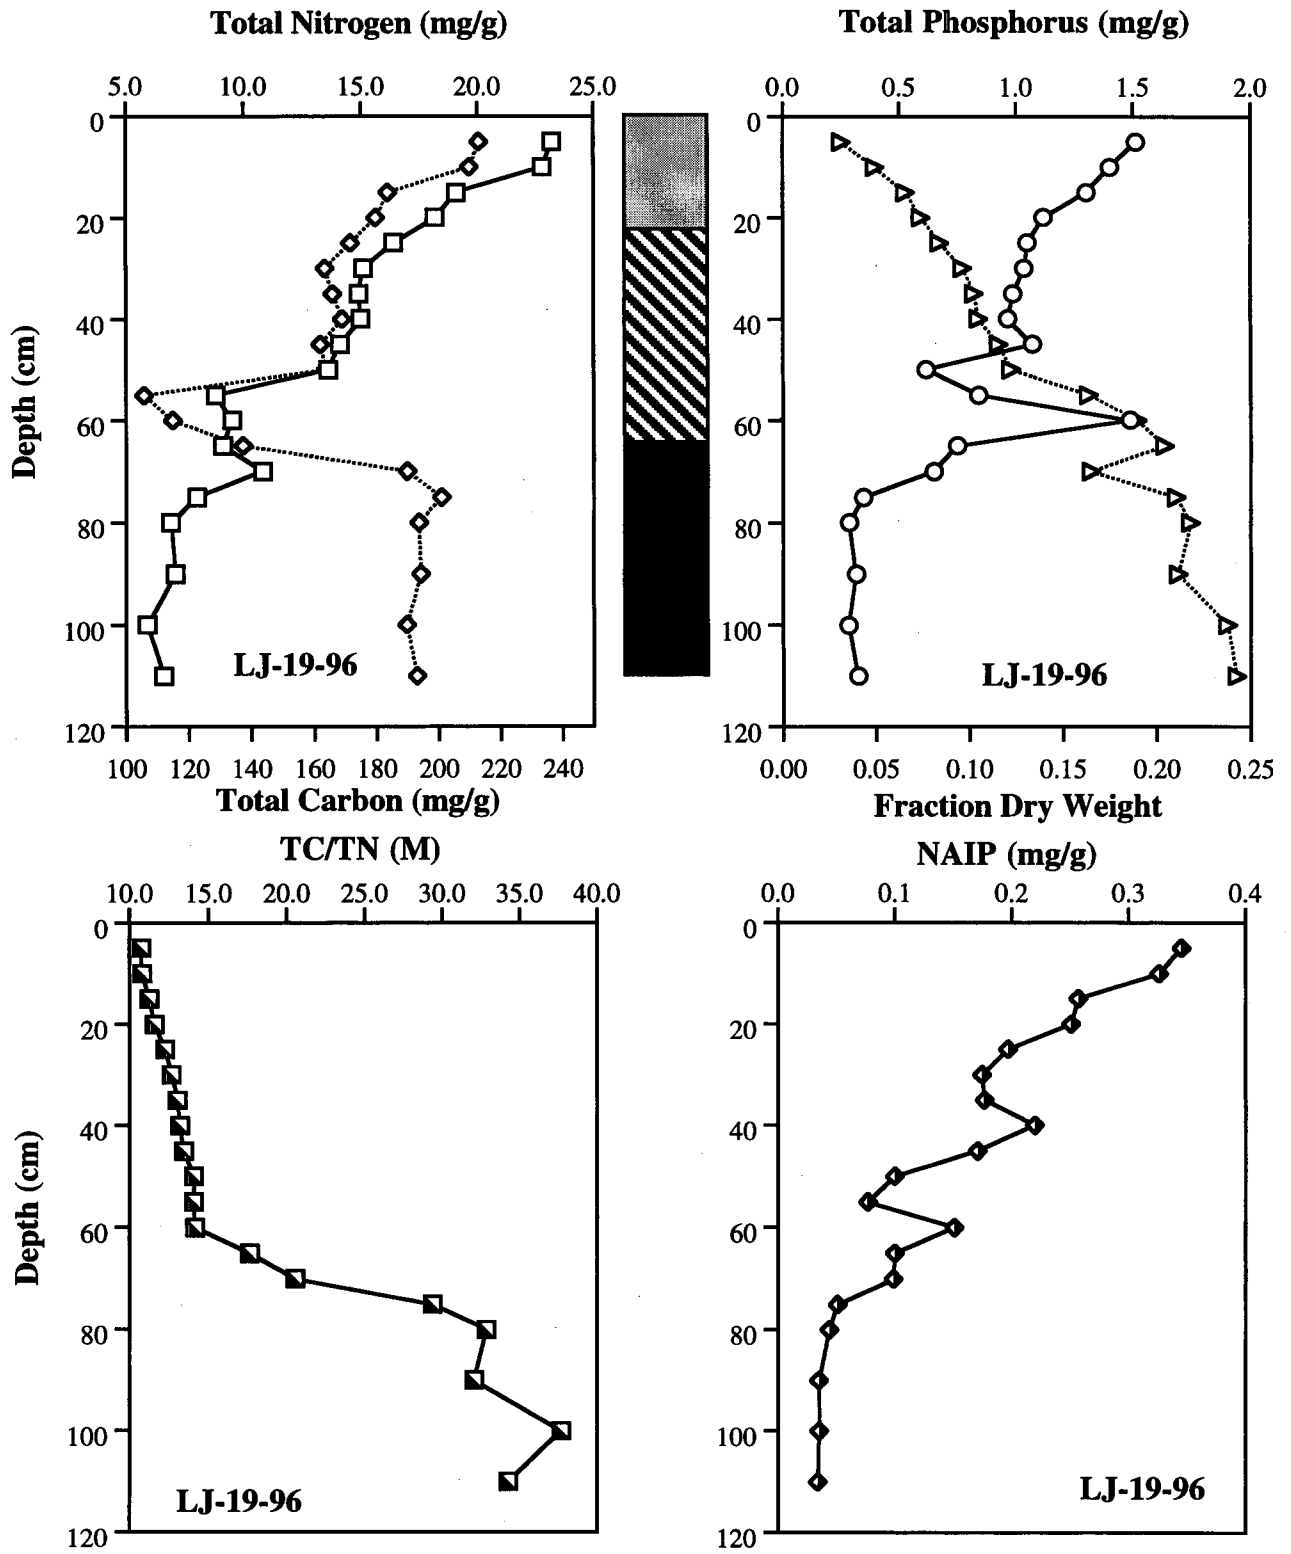 Total Nitrogen (mg/g)
5.0 10.0 15.0 20.0 25.0
0
20
40
60
80
100
120
Depth (cm)
LJ-19-96
100 120 140 160 180 200 220 240
Total Carbon (mg/g)
Total Phosphorus (mg/g)
0.0 0.5 1.0 1.5 2.0
0
20
40
60
80
100
120
LJ-19-96
0.00 0.05 0.10 0.15 0.20 0.25
Fraction Dry Weight
TC/TN (M)
10.0 15.0 20.0 25.0 30.0 35.0 40.0
0
20
40
60
80
100
120
Depth (cm)
LJ-19-96
NAIP (mg/g)
0.0 0.1 0.2 0.3 0.4
0
20
40
60
80
100
120
LJ-19-96